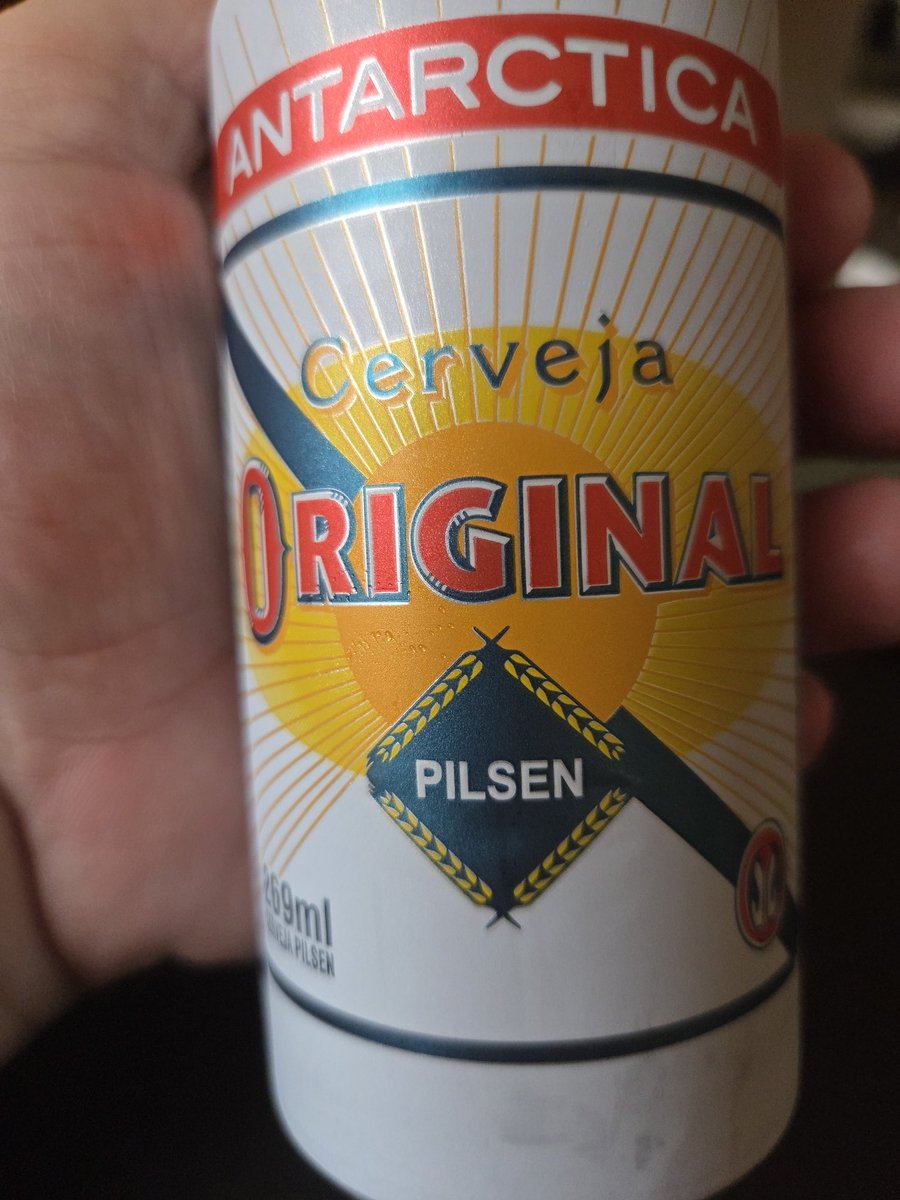 ANTARCTICA
Cerveja
ORIGINAL
PILSEN
269ml
CERVEJA PILSEN